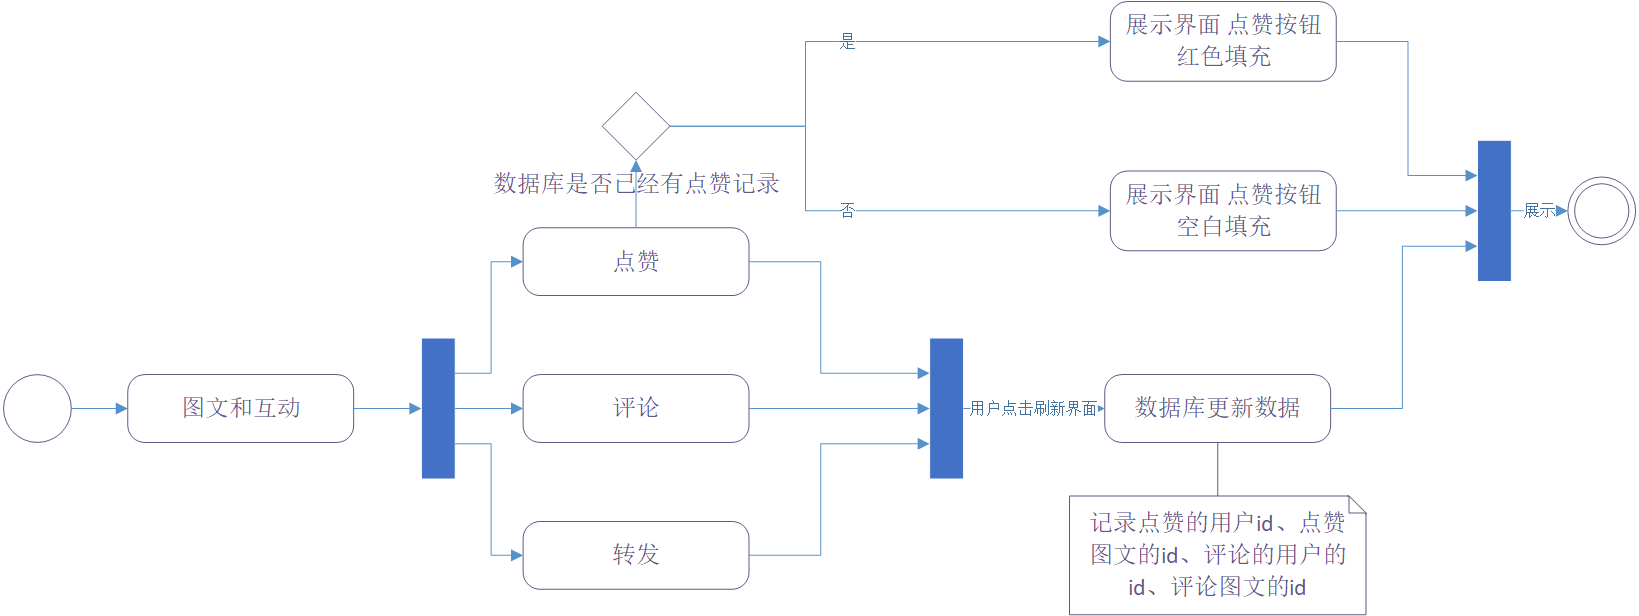 展示界面 点赞按钮
红色填充
是
数据库是否已经有点赞记录
展示界面 点赞按钮
空白填充
否
展示
点赞
图文和互动
评论
用户点击刷新界面
数据库更新数据
转发
记录点赞的用户id、点赞
图文的id、评论的用户的
id、评论图文的id